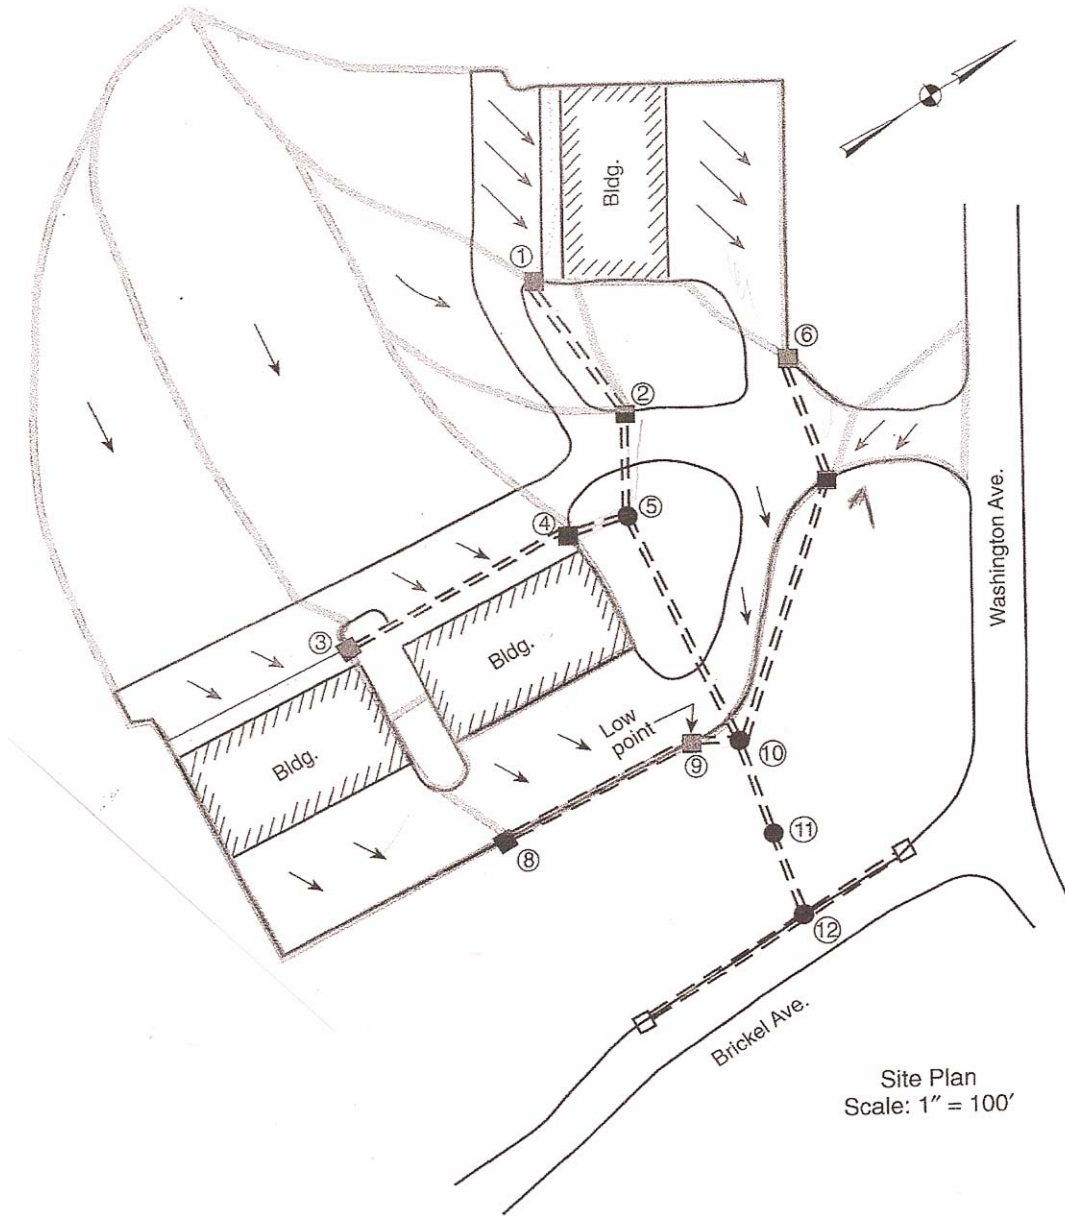 Bldg.
①
⑥
②
⑤
④
Washington Ave.
③
Bldg.
Low
point
⑨
⑩
Bldg.
⑪
⑧
⑫
Brickel Ave.
Site Plan
Scale: 1″ = 100′